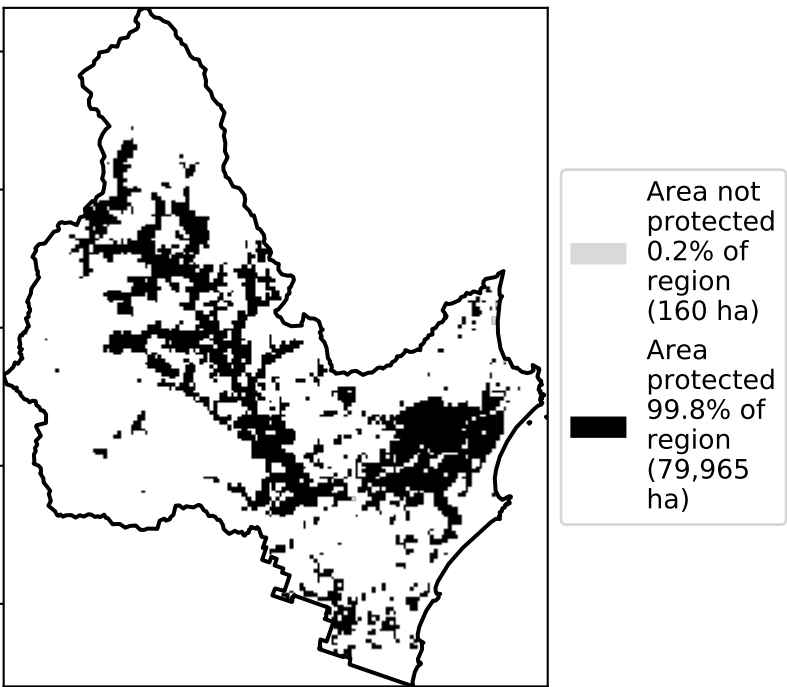 Area not
protected
0.2% of
region
(160 ha)
Area
protected
99.8% of
region
(79,965
ha)